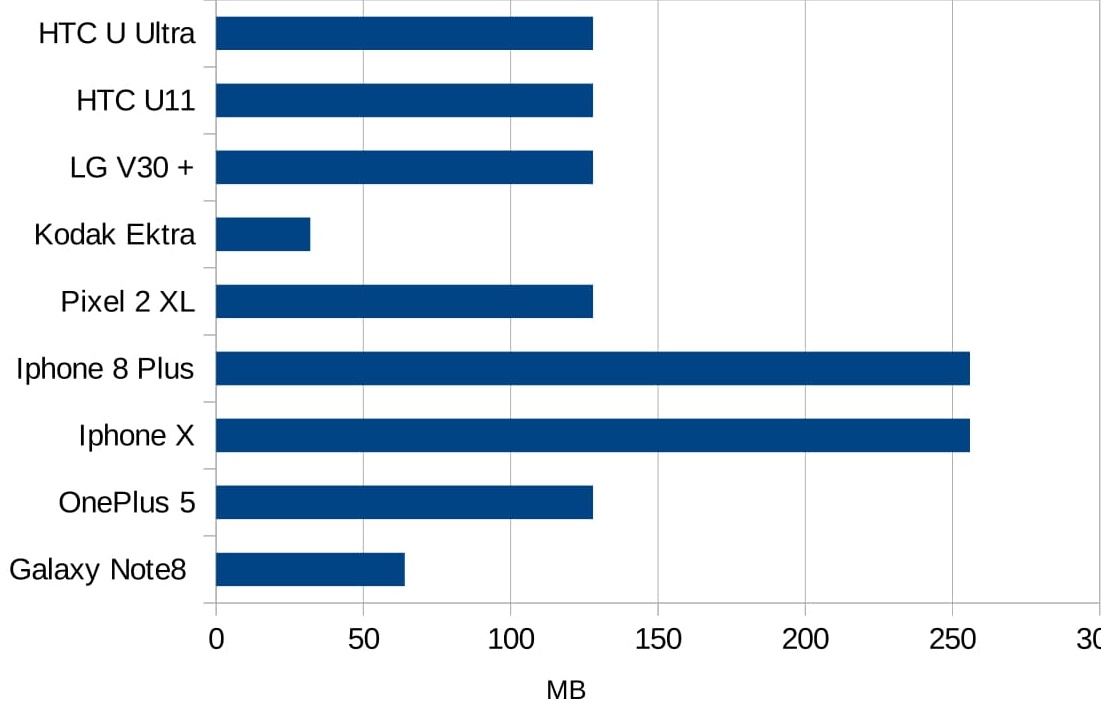 HTC U Ultra
HTC U11
LG V30 +
Kodak Ektra
Pixel 2 XL
Iphone 8 Plus
Iphone X
OnePlus 5
Galaxy Note8
0 50 100 150 200 250
MB